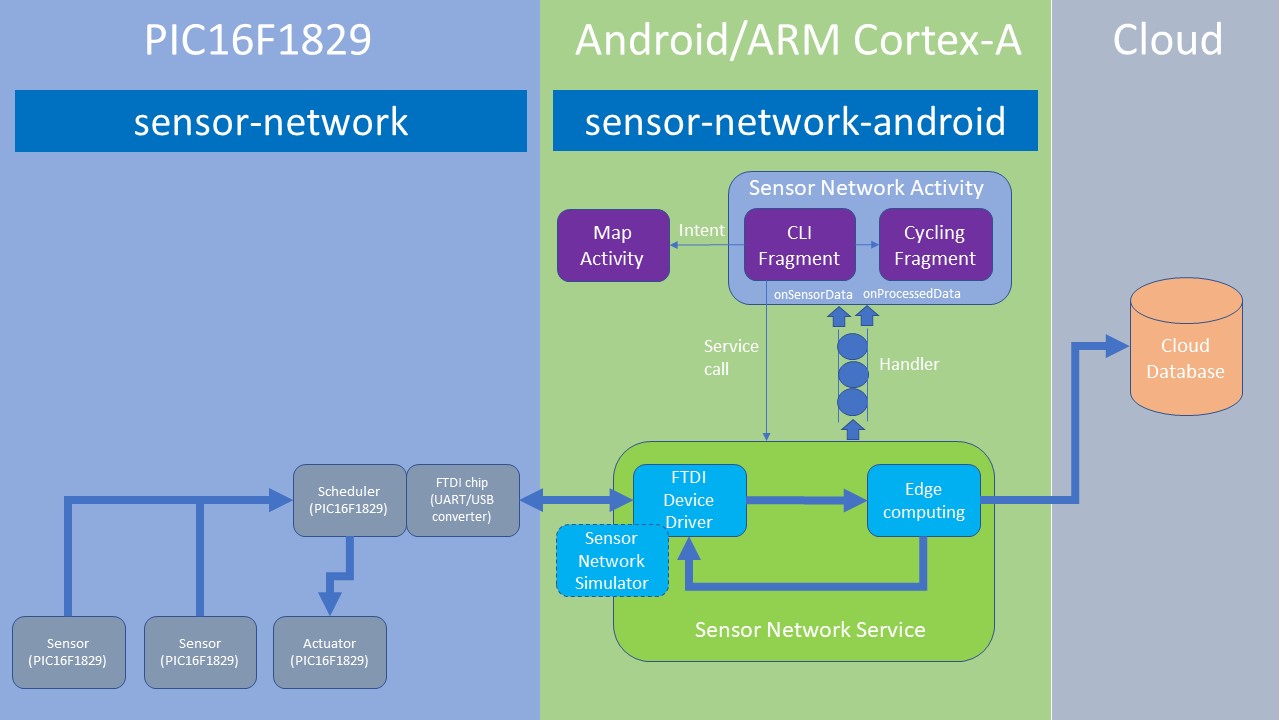 PIC16F1829
Android/ARM Cortex-A
Cloud
sensor-network
sensor-network-android
Sensor Network Activity
Map
Activity
Intent
CLI
Fragment
Cycling
Fragment
onSensorData
onProcessedData
Service
call
Handler
Cloud
Database
Scheduler
(PIC16F1829)
FTDI chip
(UART/USB
converter)
FTDI
Device
Driver
Edge
computing
Sensor
Network
Simulator
Sensor Network Service
Sensor
(PIC16F1829)
Sensor
(PIC16F1829)
Actuator
(PIC16F1829)